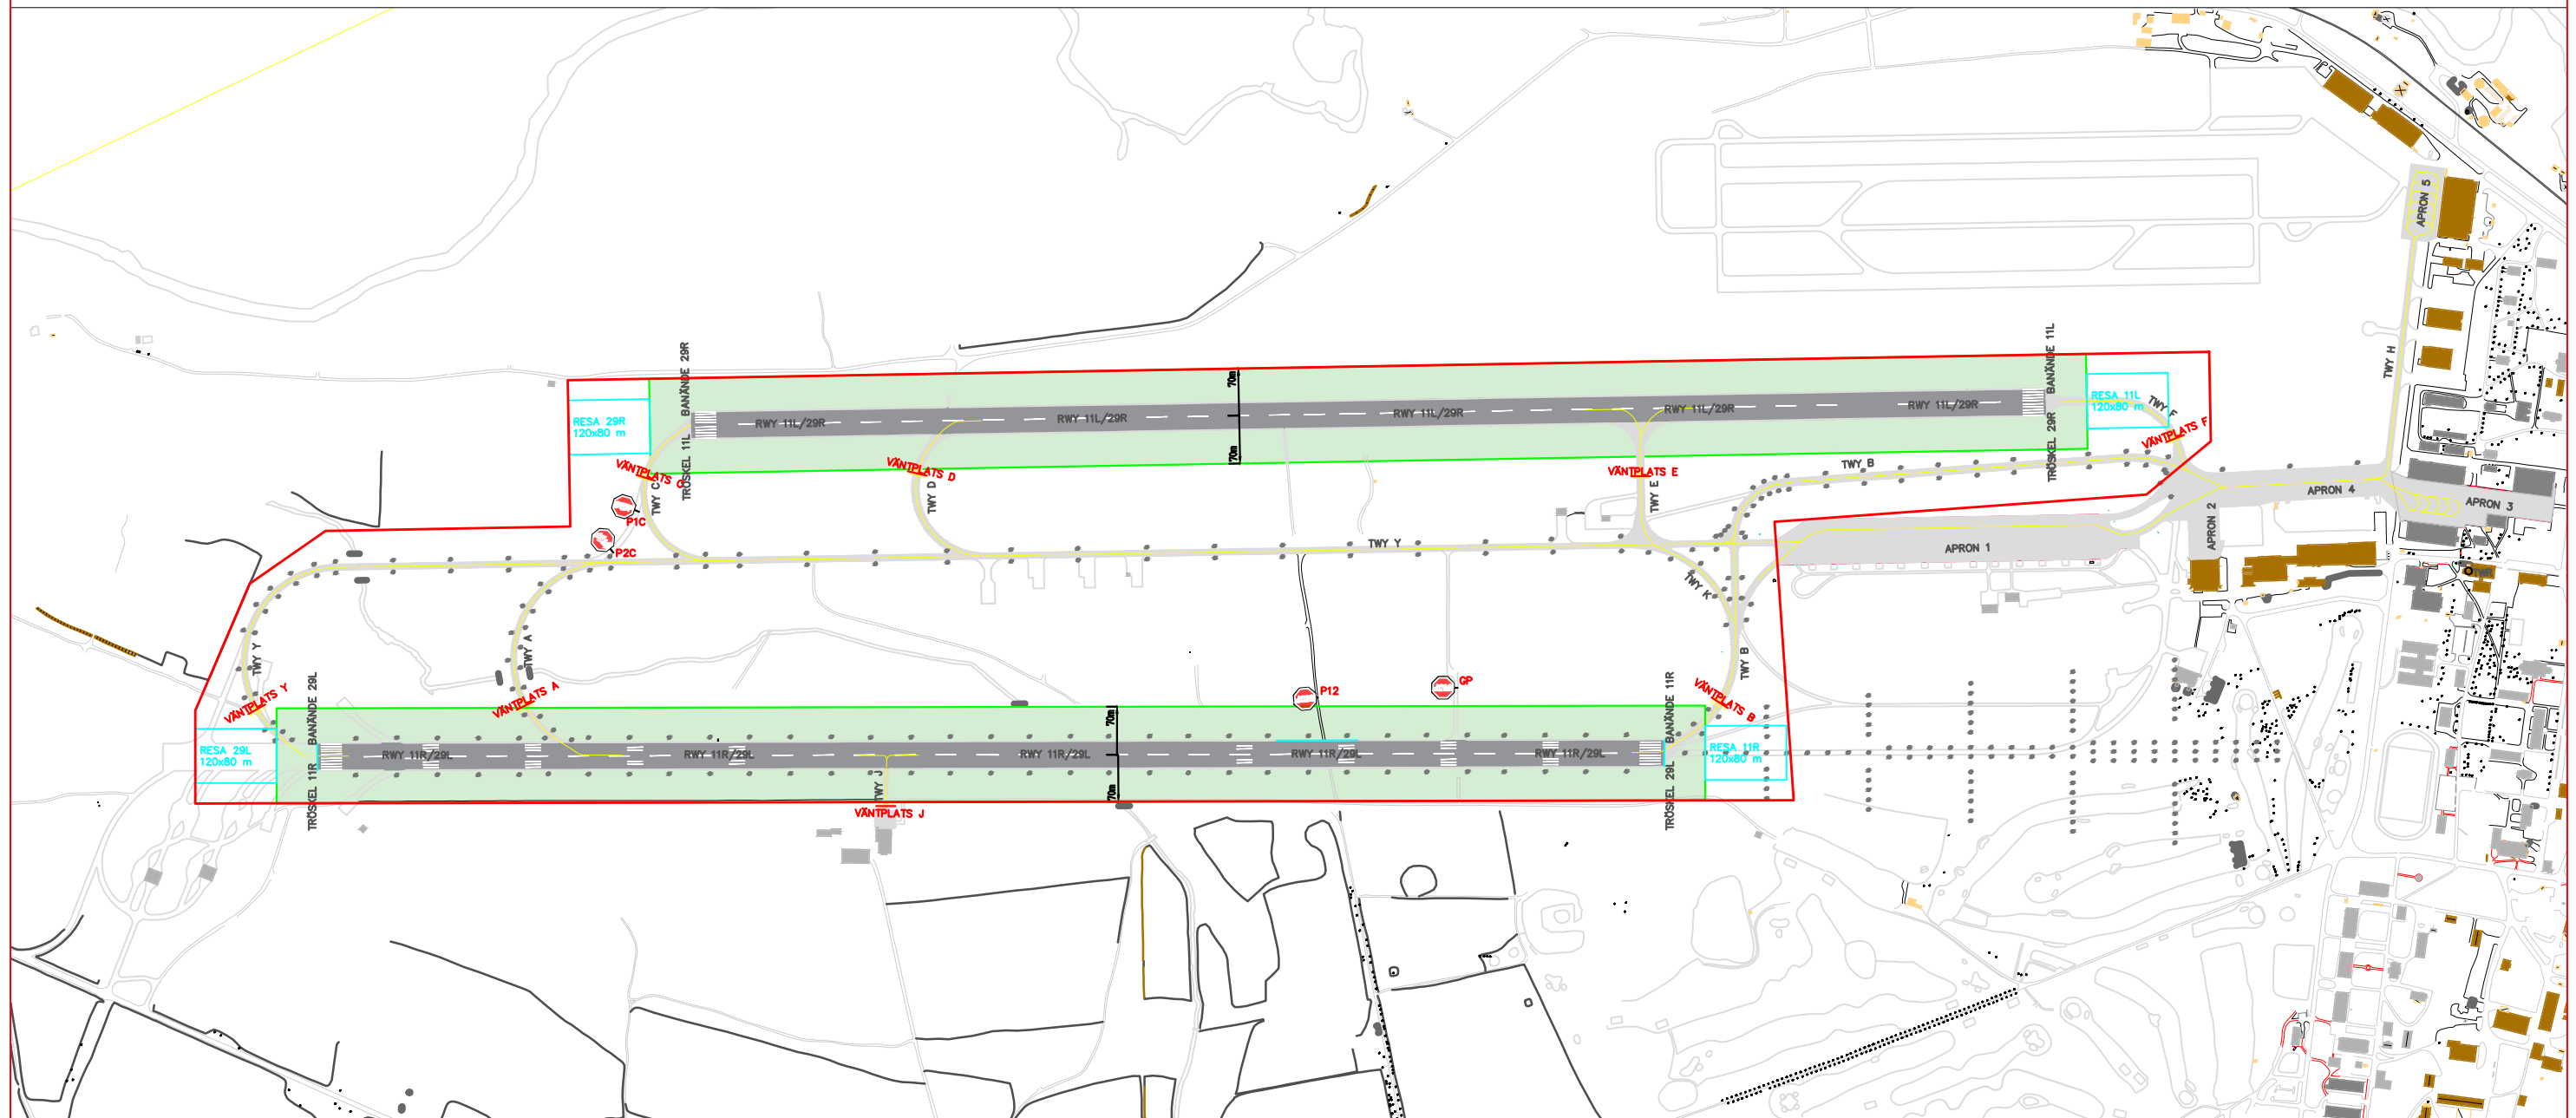 APRON 5
TWY H
BANÄNDE 29R
TRÖSKEL 11L
BANÄNDE 11L
TRÖSKEL 29R
70m
70m
RESA 29R
120x80 m
RWY 11L/29R
RWY 11L/29R
RWY 11L/29R
RWY 11L/29R
RWY 11L/29R
RESA 11L
120x80 m
TWY F
VÄNTPLATS F
VÄNTPLATS C
VÄNTPLATS D
VÄNTPLATS E
TWY C
TWY D
TWY E
TWY B
P1C
P2C
APRON 4
APRON 3
APRON 2
TWY Y
APRON 1
TWY K
TWR
TWY Y
TWY A
TWY B
VÄNTPLATS Y
VÄNTPLATS A
P12
GP
VÄNTPLATS B
BANÄNDE 29L
TRÖSKEL 11R
BANÄNDE 11R
TRÖSKEL 29L
70m
70m
RESA 29L
120x80 m
RWY 11R/29L
RWY 11R/29L
RWY 11R/29L
RWY 11R/29L
RWY 11R/29L
RESA 11R
120x80 m
TWY J
VÄNTPLATS J